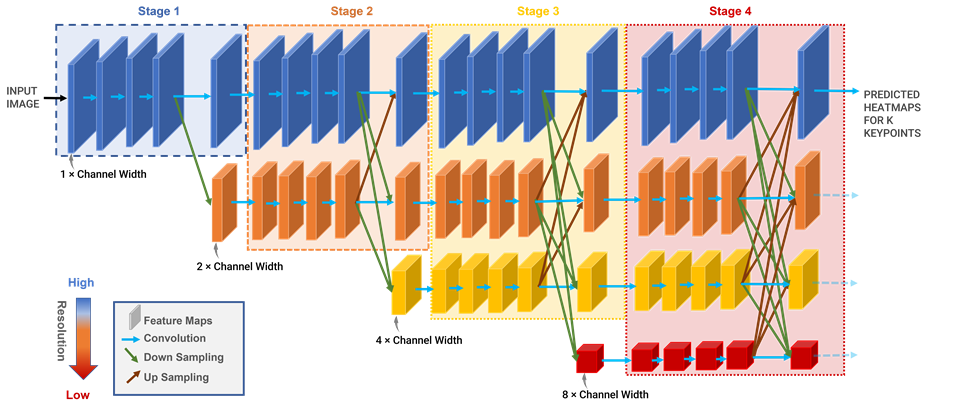 Stage 1
Stage 2
Stage 3
Stage 4
INPUT
IMAGE
PREDICTED
HEATMAPS
FOR K
KEYPOINTS
1 × Channel Width
2 × Channel Width
4 × Channel Width
8 × Channel Width
High
Resolution
Low
Feature Maps
Convolution
Down Sampling
Up Sampling